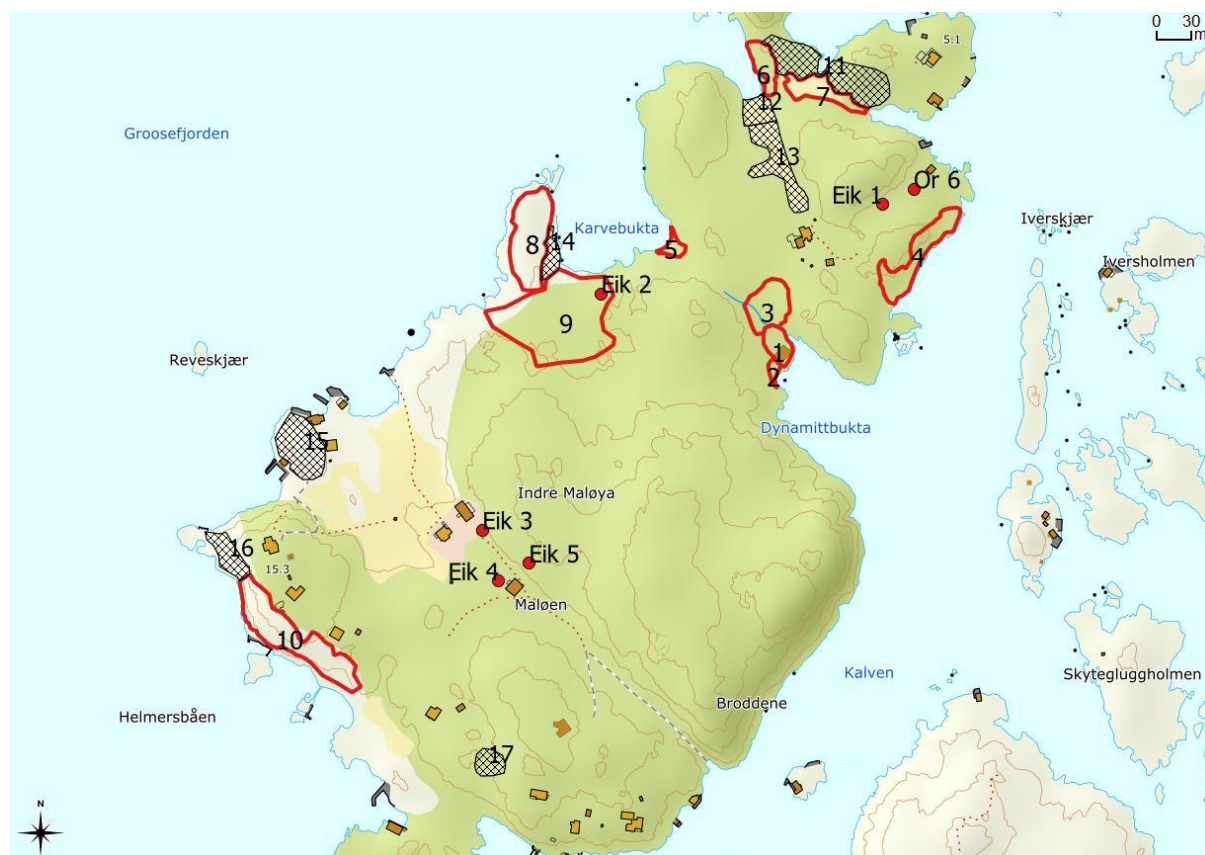 0 30
m
5.1
6
11
7
12
Groosefjorden
13
Or 6
Eik 1
Iverskjær
Karvebukta
8
14
5
4
Iversholmen
Eik 2
3
9
1
Reveskjær
2
Dynamittbukta
15
Indre Maløya
Eik 3
16
Eik 5
15.3
Eik 4
Maløen
10
Kalven
Skyteglugg­holmen
Broddene
Helmersbåen
17
N